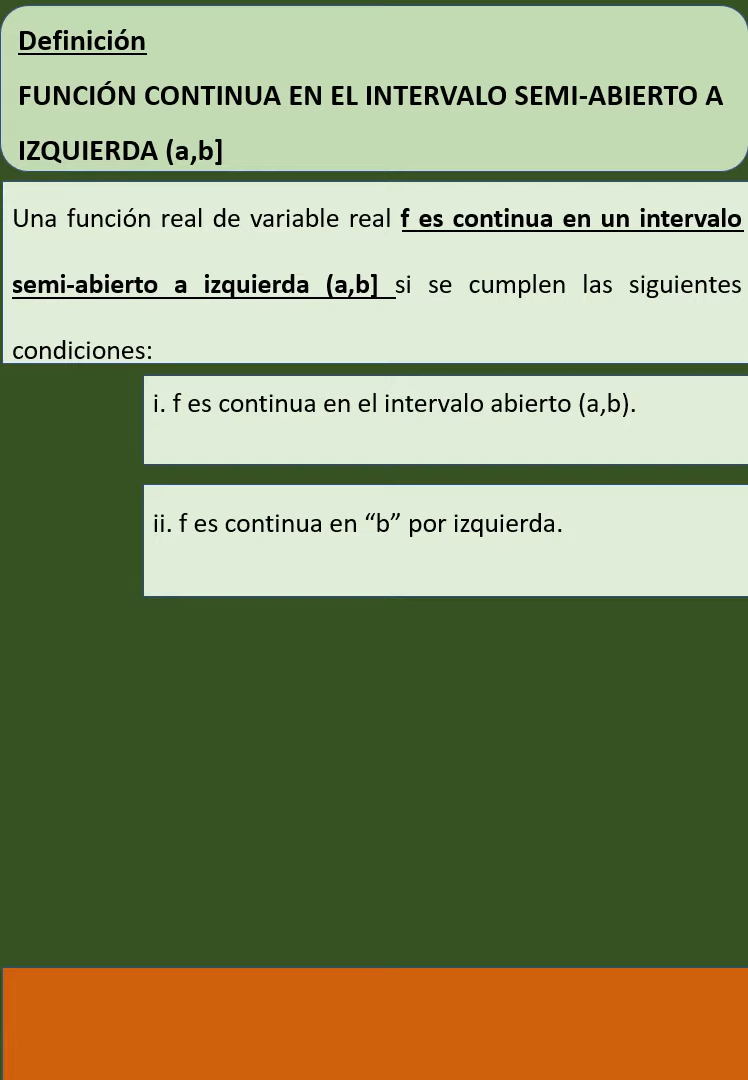 Definición
FUNCIÓN CONTINUA EN EL INTERVALO SEMI-ABIERTO A
IZQUIERDA (a,b]
Una función real de variable real f es continua en un intervalo
semi-abierto a izquierda (a,b] si se cumplen las siguientes
condiciones:
i. f es continua en el intervalo abierto (a,b).
ii. f es continua en “b” por izquierda.